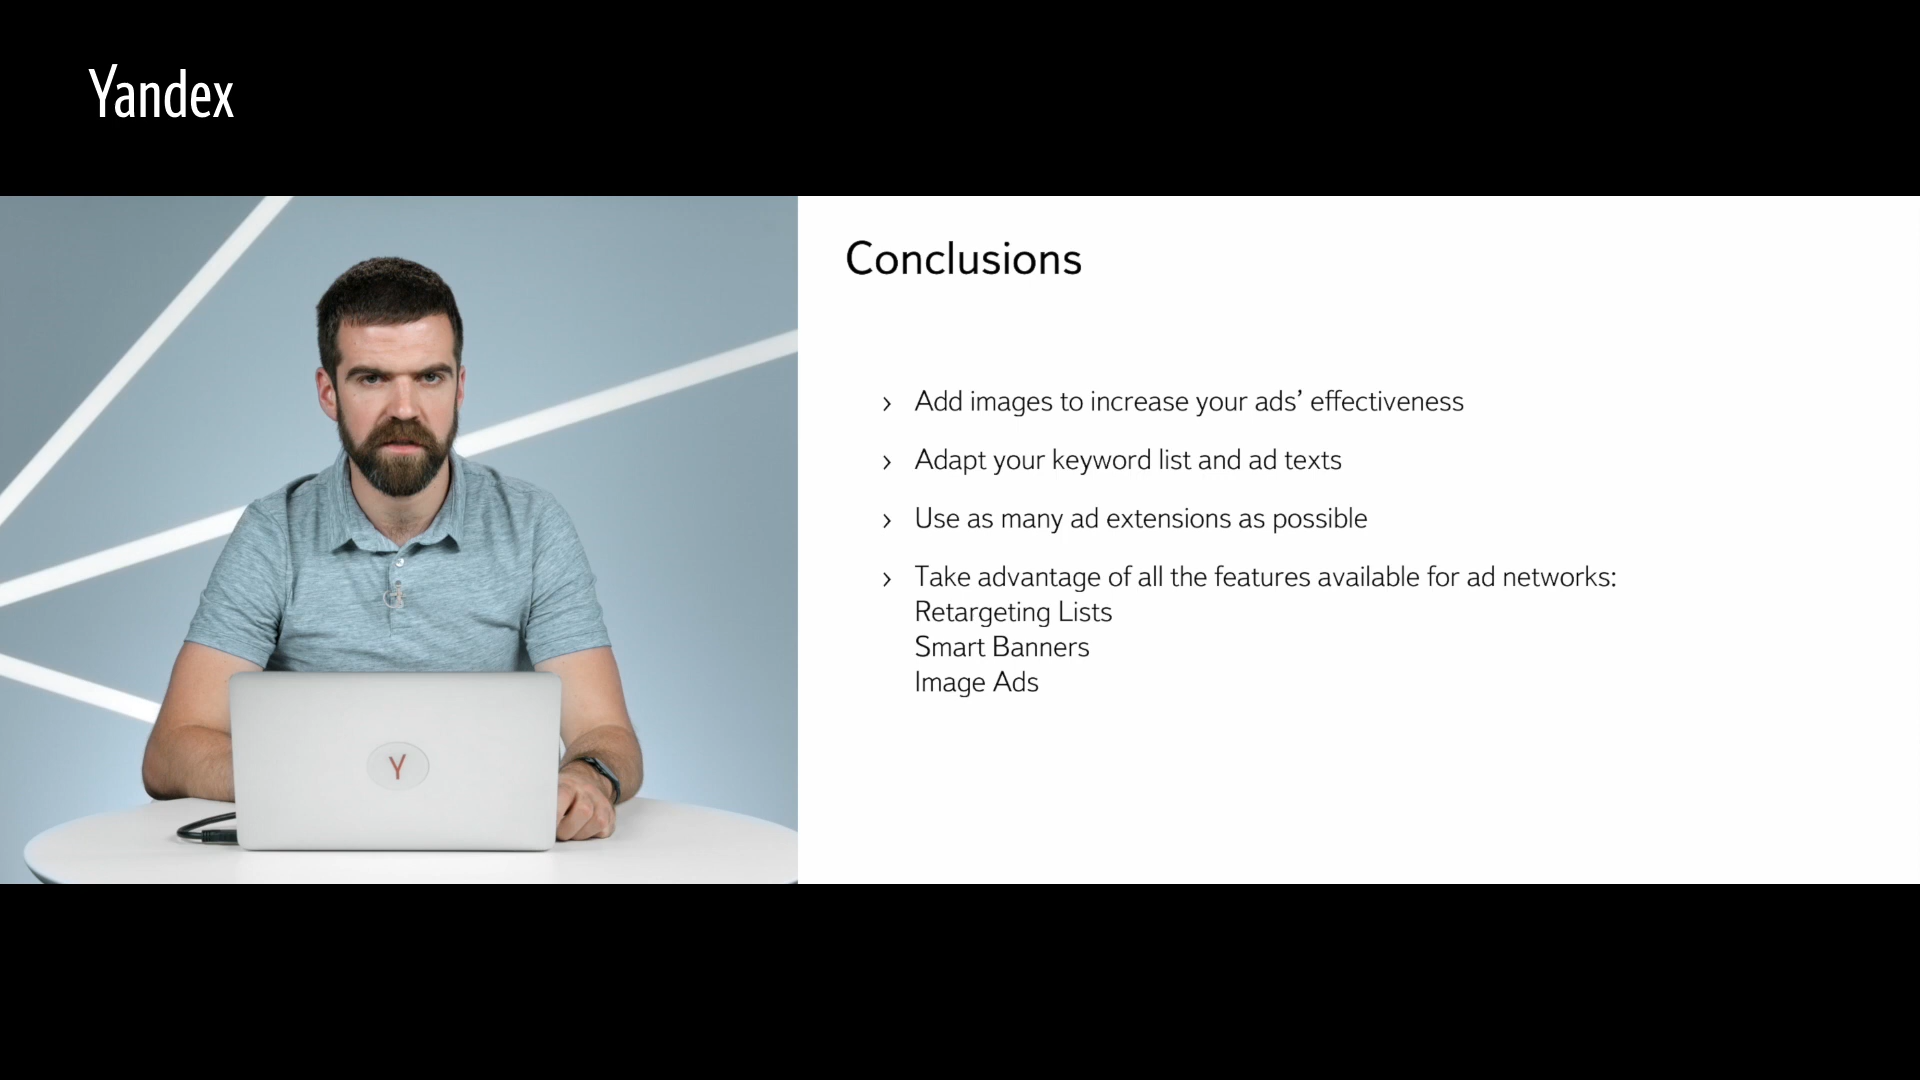 Yandex
Conclusions
› Add images to increase your ads’ effectiveness
› Adapt your keyword list and ad texts
› Use as many ad extensions as possible
› Take advantage of all the features available for ad networks:
Retargeting Lists
Smart Banners
Image Ads
Y